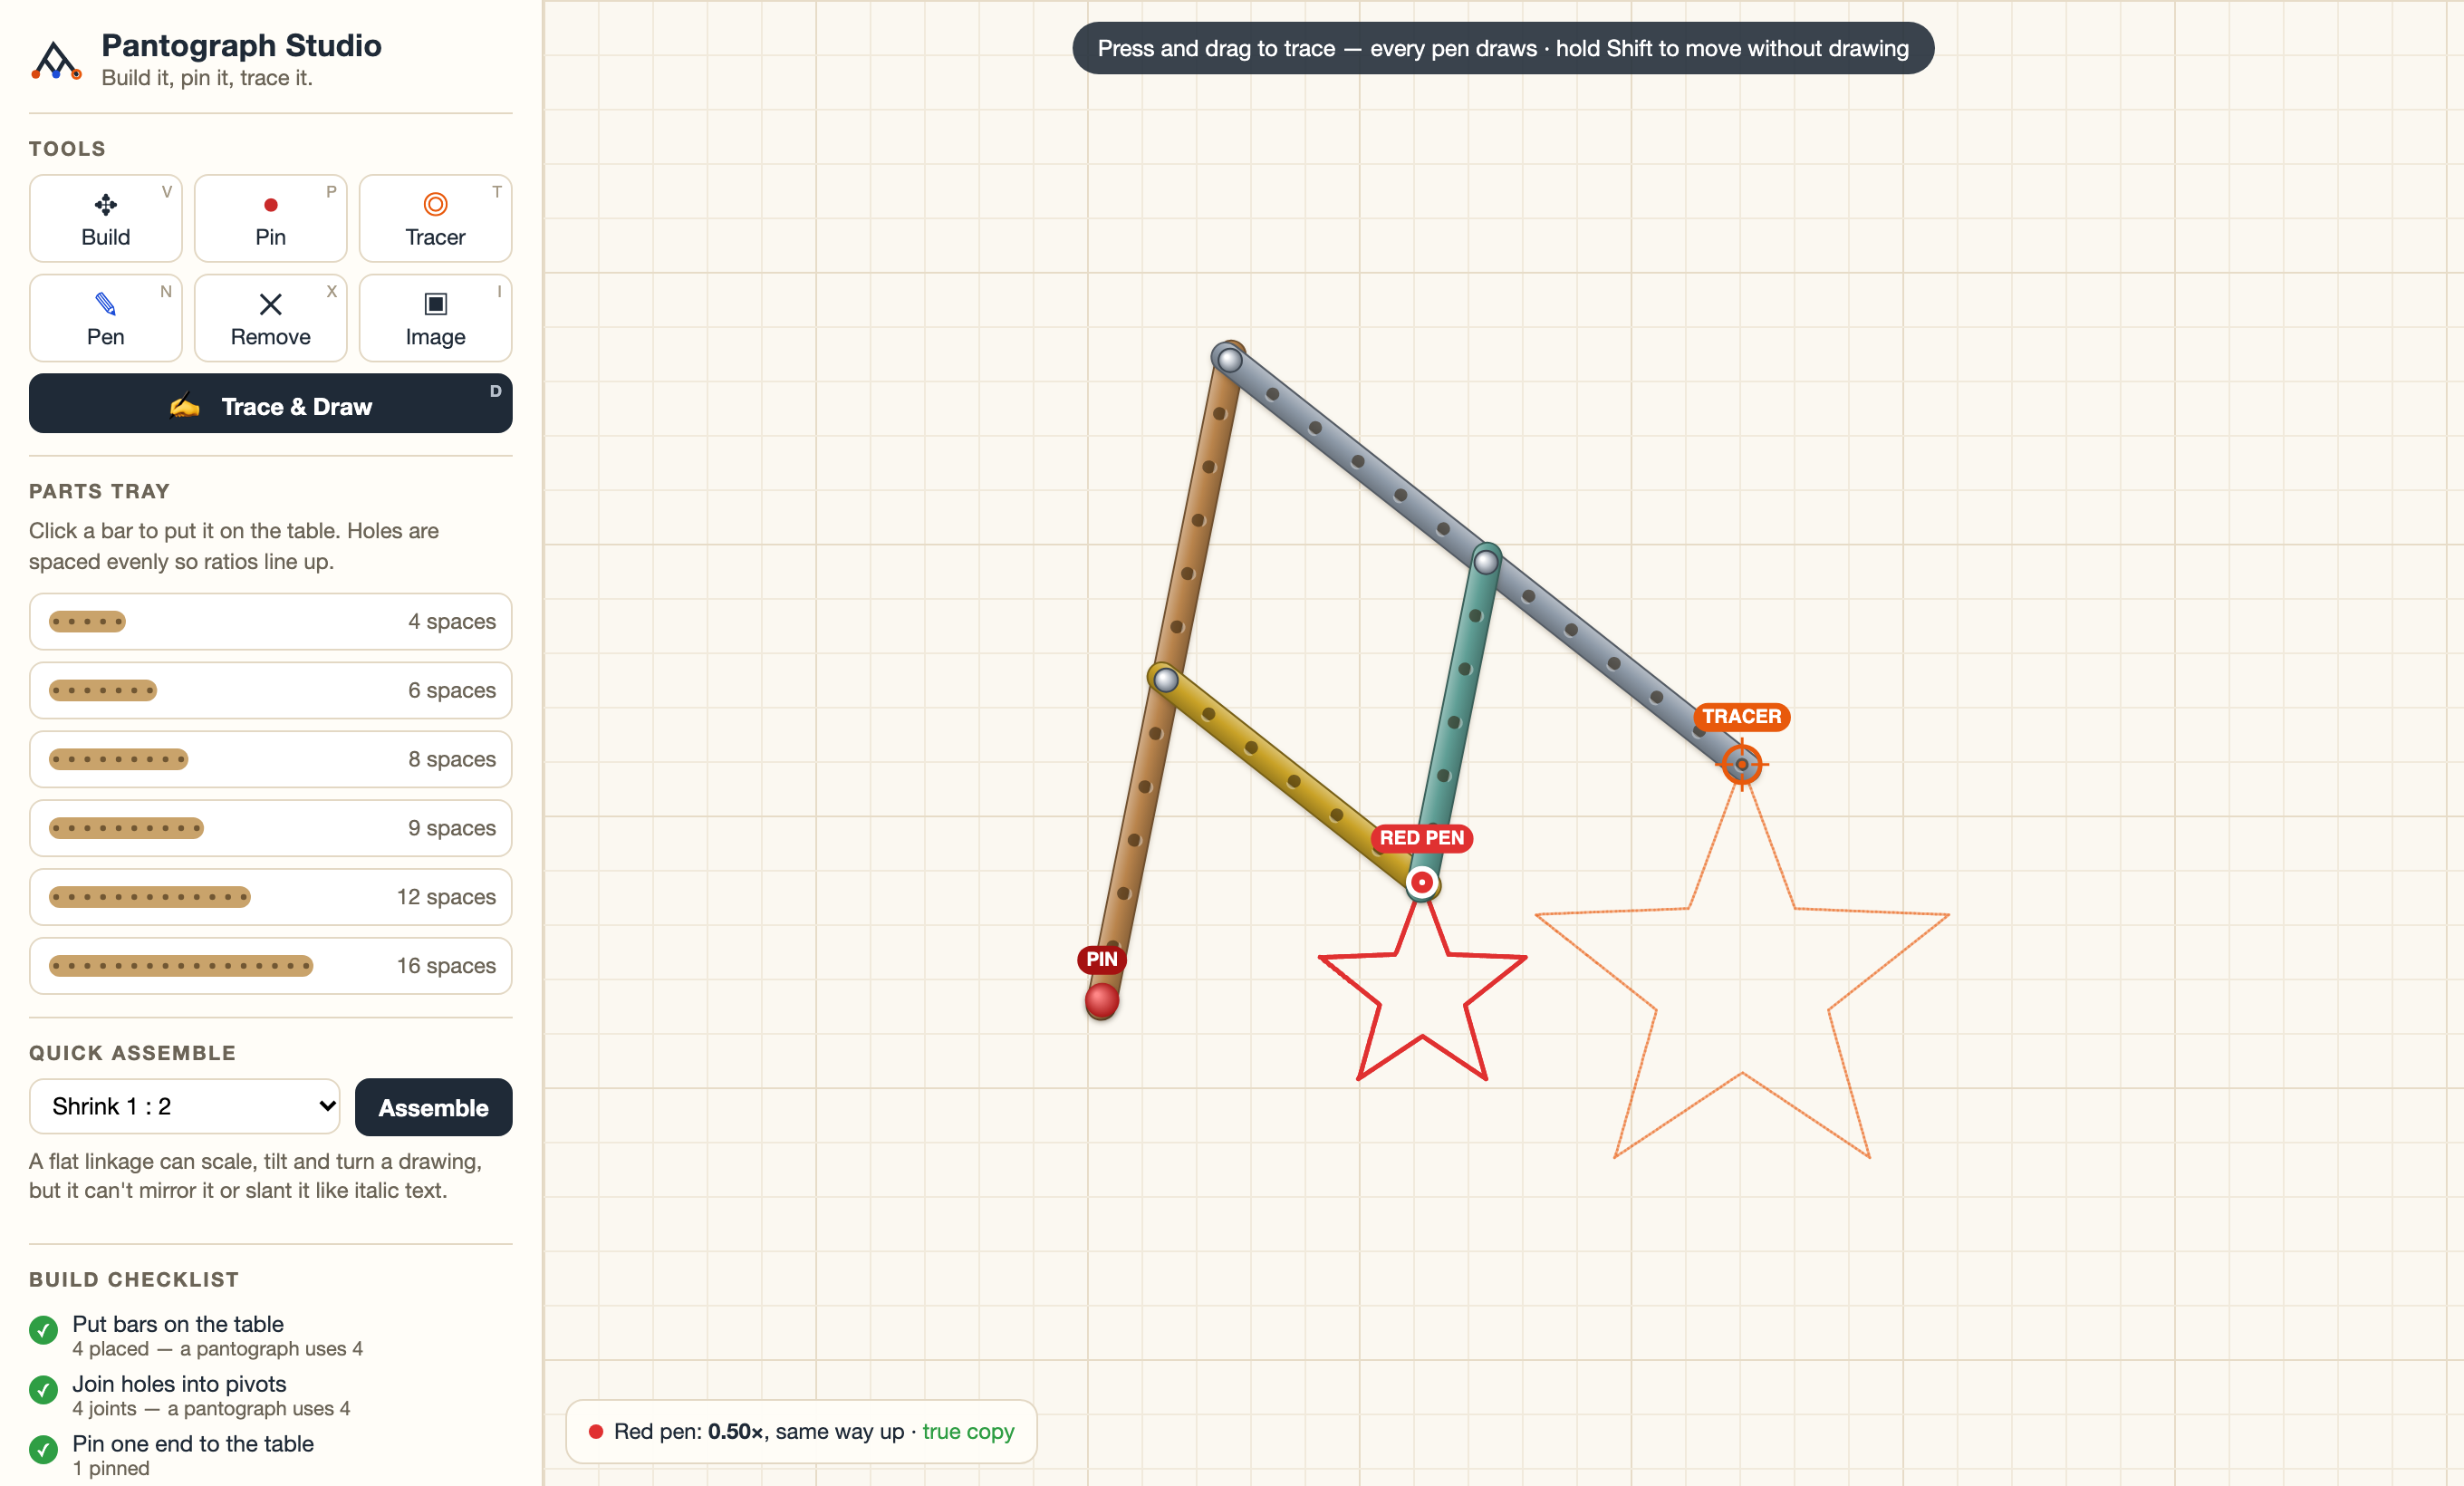 Pantograph Studio
Build it, pin it, trace it.
TOOLS
V
Build
P
Pin
T
Tracer
N
Pen
X
Remove
I
Image
Trace & Draw
D
PARTS TRAY
Click a bar to put it on the table. Holes are
spaced evenly so ratios line up.
4 spaces
6 spaces
8 spaces
9 spaces
12 spaces
16 spaces
QUICK ASSEMBLE
Shrink 1 : 2
Assemble
A flat linkage can scale, tilt and turn a drawing,
but it can't mirror it or slant it like italic text.
BUILD CHECKLIST
Put bars on the table
4 placed — a pantograph uses 4
Join holes into pivots
4 joints — a pantograph uses 4
Pin one end to the table
1 pinned
Press and drag to trace — every pen draws · hold Shift to move without drawing
TRACER
RED PEN
PIN
Red pen: 0.50×, same way up · true copy